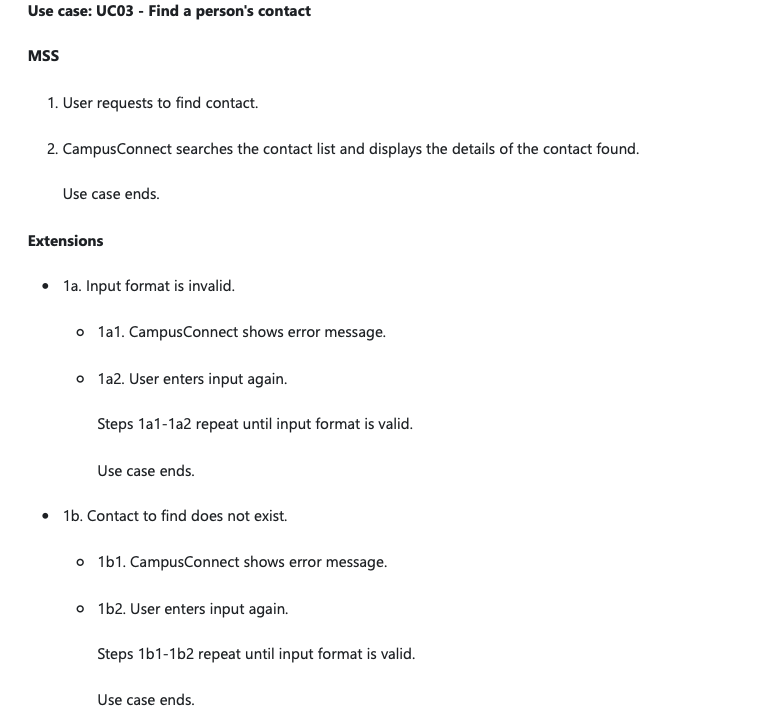 Use case: UC03 - Find a person's contact
MSS
1. User requests to find contact.
2. CampusConnect searches the contact list and displays the details of the contact found.
Use case ends.
Extensions
• 1a. Input format is invalid.
○ 1a1. CampusConnect shows error message.
○ 1a2. User enters input again.
Steps 1a1-1a2 repeat until input format is valid.
Use case ends.
• 1b. Contact to find does not exist.
○ 1b1. CampusConnect shows error message.
○ 1b2. User enters input again.
Steps 1b1-1b2 repeat until input format is valid.
Use case ends.